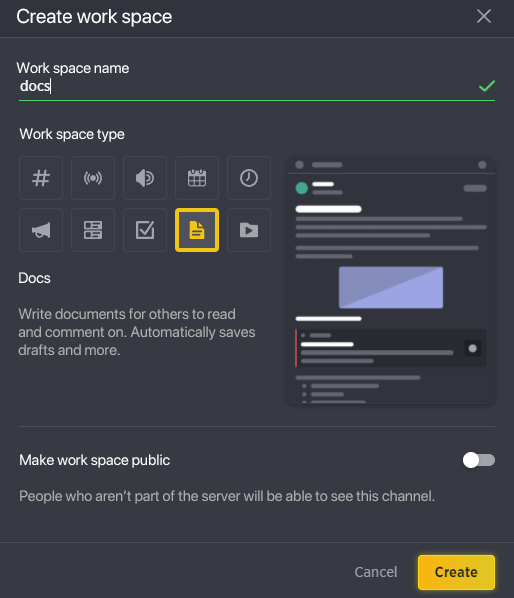 Create work space
Work space name
docs
Work space type
Docs
Write documents for others to read
and comment on. Automatically saves
drafts and more.
Make work space public
People who aren't part of the server will be able to see this channel.
Cancel
Create